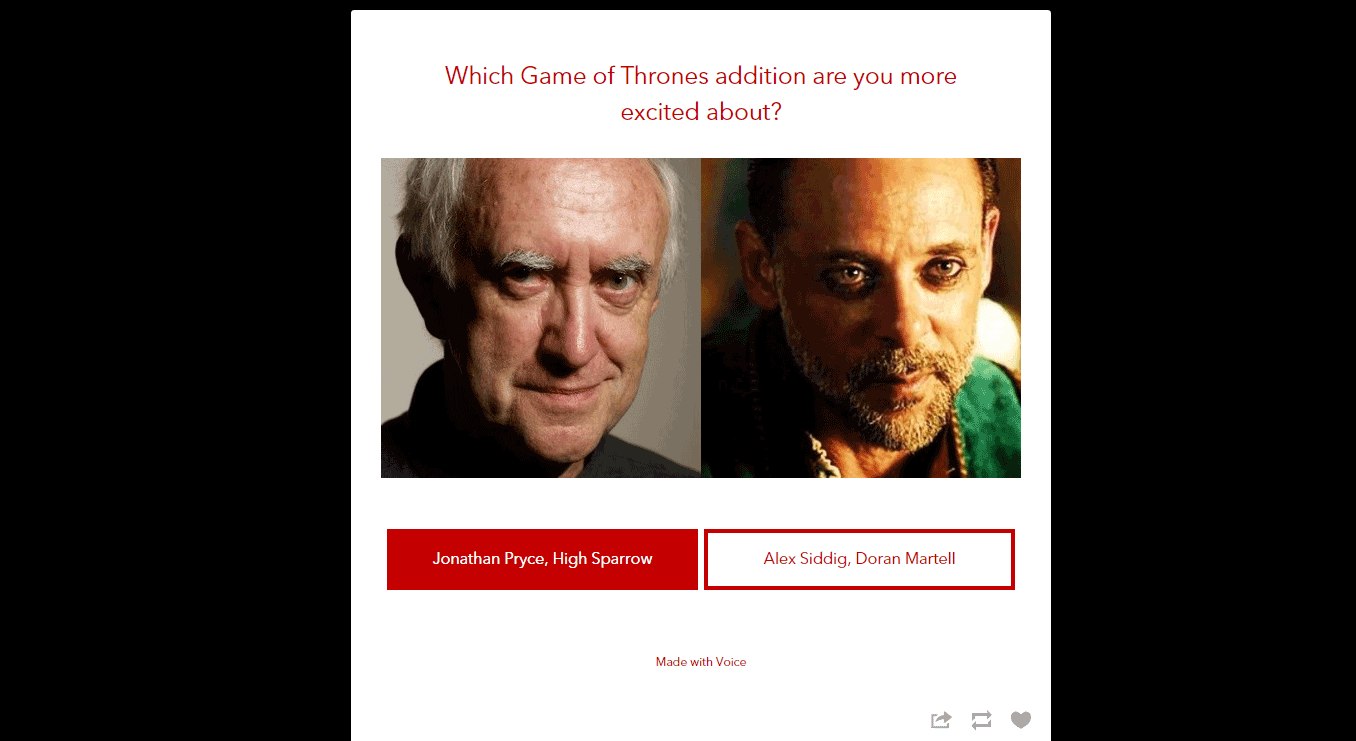 Which Game of Thrones addition are you more
excited about?
Jonathan Pryce, High Sparrow
Alex Siddig, Doran Martell
Made with Voice